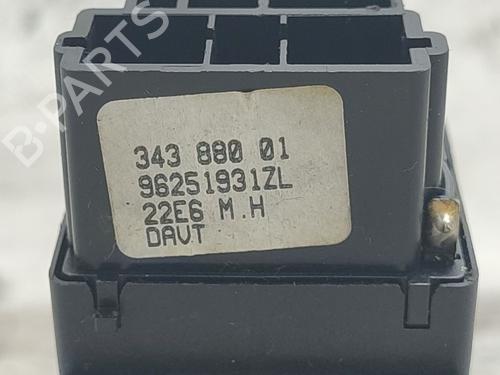 B-PARTS
343 880 01
96251931ZL
22E6 M.H
DAVT